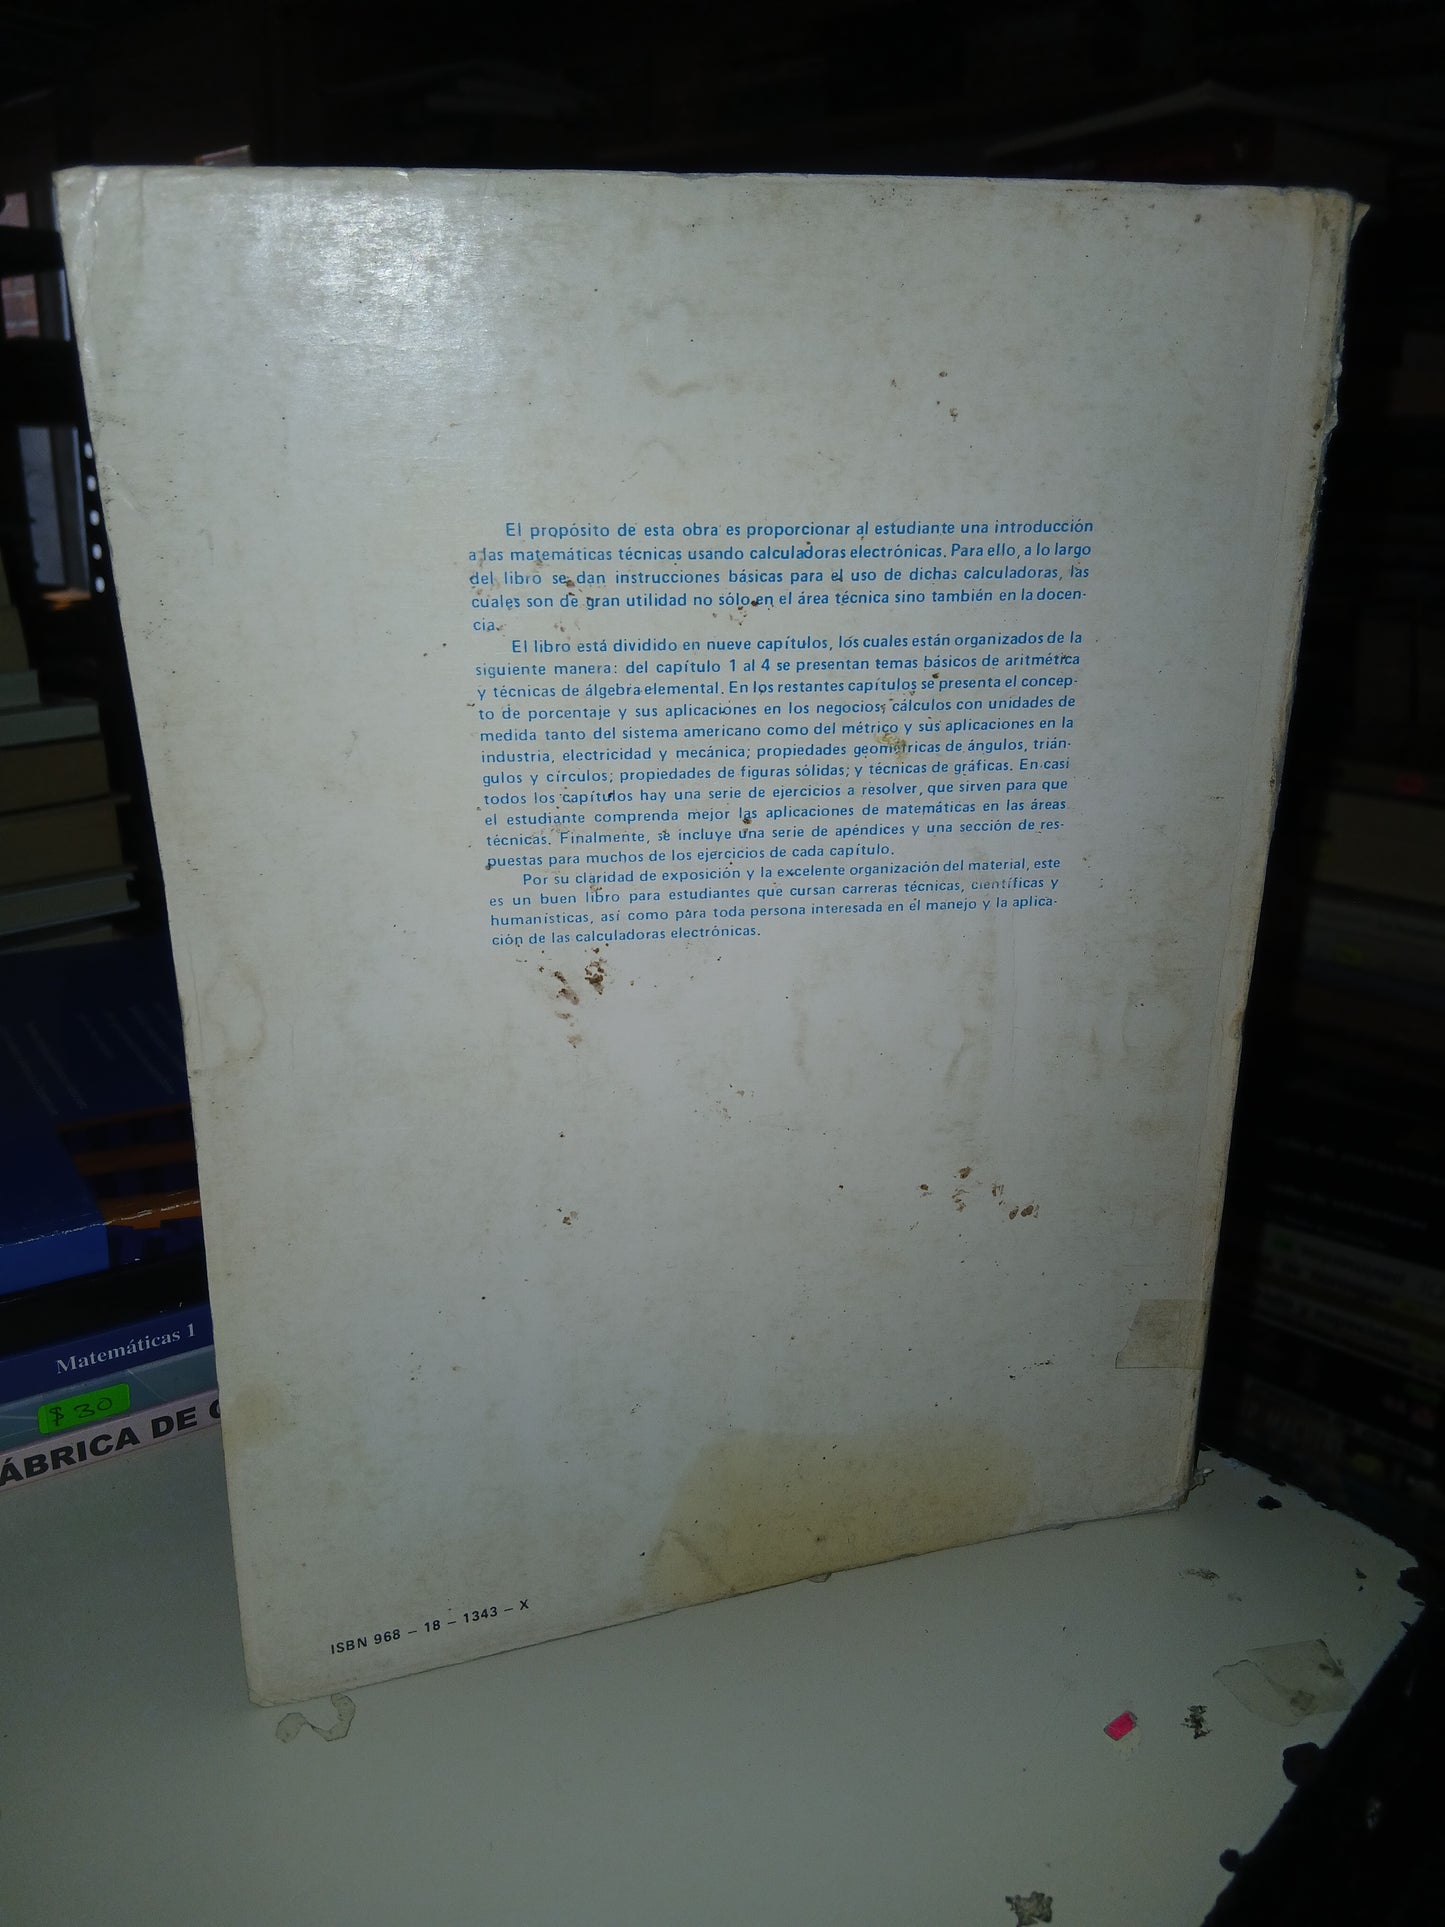 El propósito de esta obra es proporcionar al estudiante una introducción
a las matemáticas técnicas usando calculadoras electrónicas. Para ello, a lo largo
del libro se dan instrucciones básicas para el uso de dichas calculadoras, las
cuales son de gran utilidad no sólo en el área técnica sino también en la docen-
cia.
El libro está dividido en nueve capítulos, los cuales están organizados de la
siguiente manera: del capítulo 1 al 4 se presentan temas básicos de aritmética
y técnicas de álgebra elemental. En los restantes capítulos se presenta el concep-
to de porcentaje y sus aplicaciones en los negocios; cálculos con unidades de
medida tanto del sistema americano como del métrico y sus aplicaciones en la
industria, electricidad y mecánica; propiedades geométricas de ángulos, trián-
gulos y círculos; propiedades de figuras sólidas; y técnicas de gráficas. En casi
todos los capítulos hay una serie de ejercicios a resolver, que sirven para que
el estudiante comprenda mejor las aplicaciones de matemáticas en las áreas
técnicas. Finalmente, se incluye una serie de apéndices y una sección de res-
puestas para muchos de los ejercicios de cada capítulo.
Por su claridad de exposición y la excelente organización del material, este
es un buen libro para estudiantes que cursan carreras técnicas, científicas y
humanísticas, así como para toda persona interesada en el manejo y la aplica-
ción de las calculadoras electrónicas.
Matemáticas 1
$ 30
ÁBRICA DE
ISBN 968 – 18 – 1343 – X